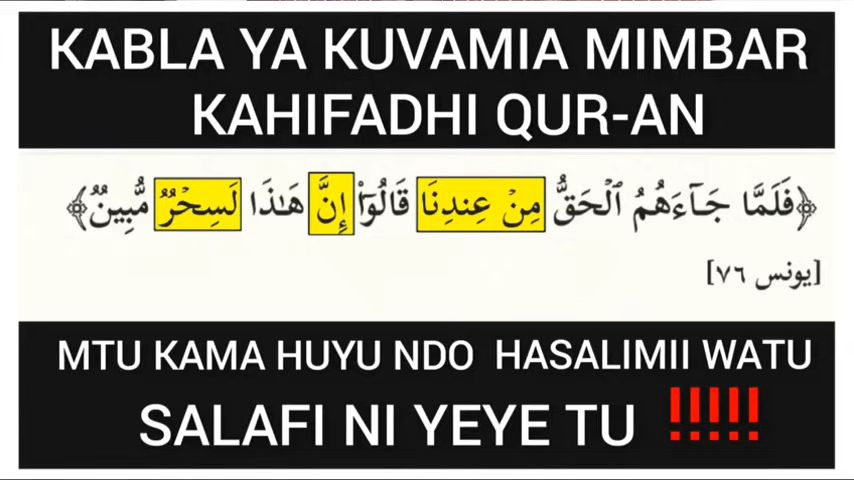 KABLA YA KUVAMIA MIMBAR
KAHIFADHI QUR-AN
﴿فَلَمَّا جَآءَهُمُ ٱلْحَقُّ مِنْ عِندِنَا قَالُوٓا۟ إِنَّ هَـٰذَا لَسِحْرٌ مُّبِينٌ﴾
[يونس ٧٦]
MTU KAMA HUYU NDO HASALIMII WATU
SALAFI NI YEYE TU !!!!!